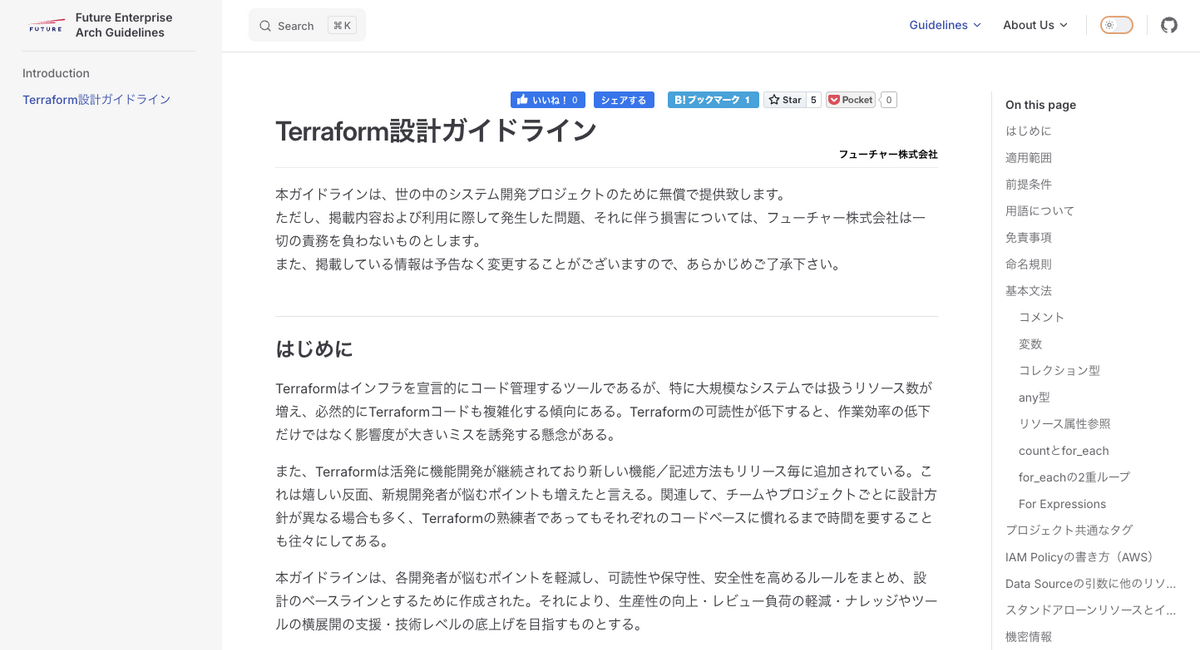 Future Enterprise
Arch Guidelines
FUTURE
Search ⌘K
Guidelines
About Us
Introduction
Terraform設計ガイドライン
いいね！ 0
シェアする
B!ブックマーク 1
Star 5
Pocket 0
Terraform設計ガイドライン
フューチャー株式会社
本ガイドラインは、世の中のシステム開発プロジェクトのために無償で提供致します。
ただし、掲載内容および利用に際して発生した問題、それに伴う損害については、フューチャー株式会社は一
切の責務を負わないものとします。
また、掲載している情報は予告なく変更することがございますので、あらかじめご了承下さい。
はじめに
Terraformはインフラを宣言的にコード管理するツールであるが、特に大規模なシステムでは扱うリソース数が
増え、必然的にTerraformコードも複雑化する傾向にある。Terraformの可読性が低下すると、作業効率の低下
だけではなく影響度が大きいミスを誘発する懸念がある。
また、Terraformは活発に機能開発が継続されており新しい機能／記述方法もリリース毎に追加されている。こ
れは嬉しい反面、新規開発者が悩むポイントも増えたと言える。関連して、チームやプロジェクトごとに設計方
針が異なる場合も多く、Terraformの熟練者であってもそれぞれのコードベースに慣れるまで時間を要すること
も往々にしてある。
本ガイドラインは、各開発者が悩むポイントを軽減し、可読性や保守性、安全性を高めるルールをまとめ、設
計のベースラインとするために作成された。それにより、生産性の向上・レビュー負荷の軽減・ナレッジやツー
ルの横展開の支援・技術レベルの底上げを目指すものとする。
On this page
はじめに
適用範囲
前提条件
用語について
免責事項
命名規則
基本文法
コメント
変数
コレクション型
any型
リソース属性参照
countとfor_each
for_eachの2重ループ
For Expressions
プロジェクト共通なタグ
IAM Policyの書き方（AWS）
Data Sourceの引数に他のリソ...
スタンドアローンリソースとイ...
機密情報